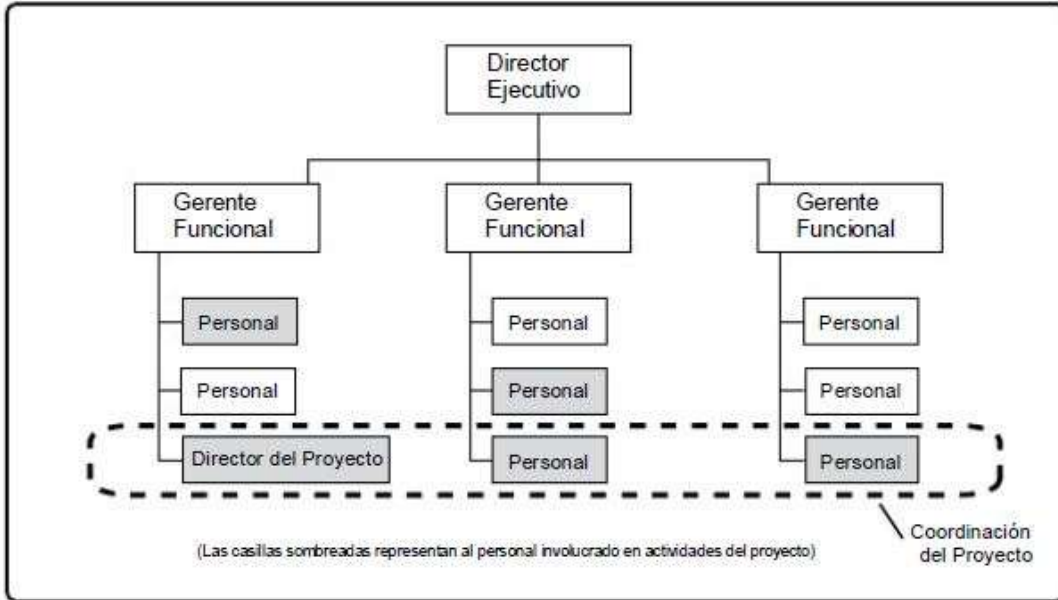 Director
Ejecutivo
Gerente
Funcional
Gerente
Funcional
Gerente
Funcional
Personal
Personal
Personal
Personal
Personal
Personal
Director del Proyecto
Personal
Personal
Coordinación
del Proyecto
(Las casillas sombreadas representan al personal involucrado en actividades del proyecto)